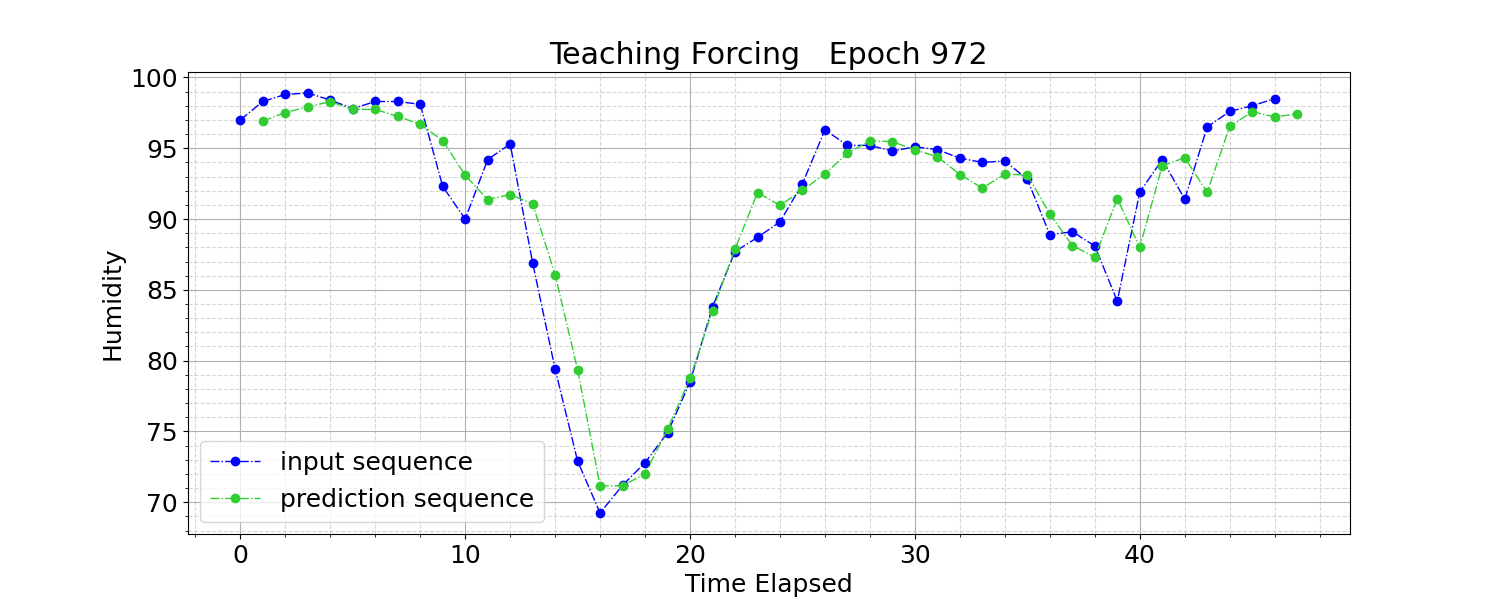 Teaching Forcing   Epoch 972
100
95
90
85
80
75
70
Humidity
input sequence
prediction sequence
0 10 20 30 40
Time Elapsed